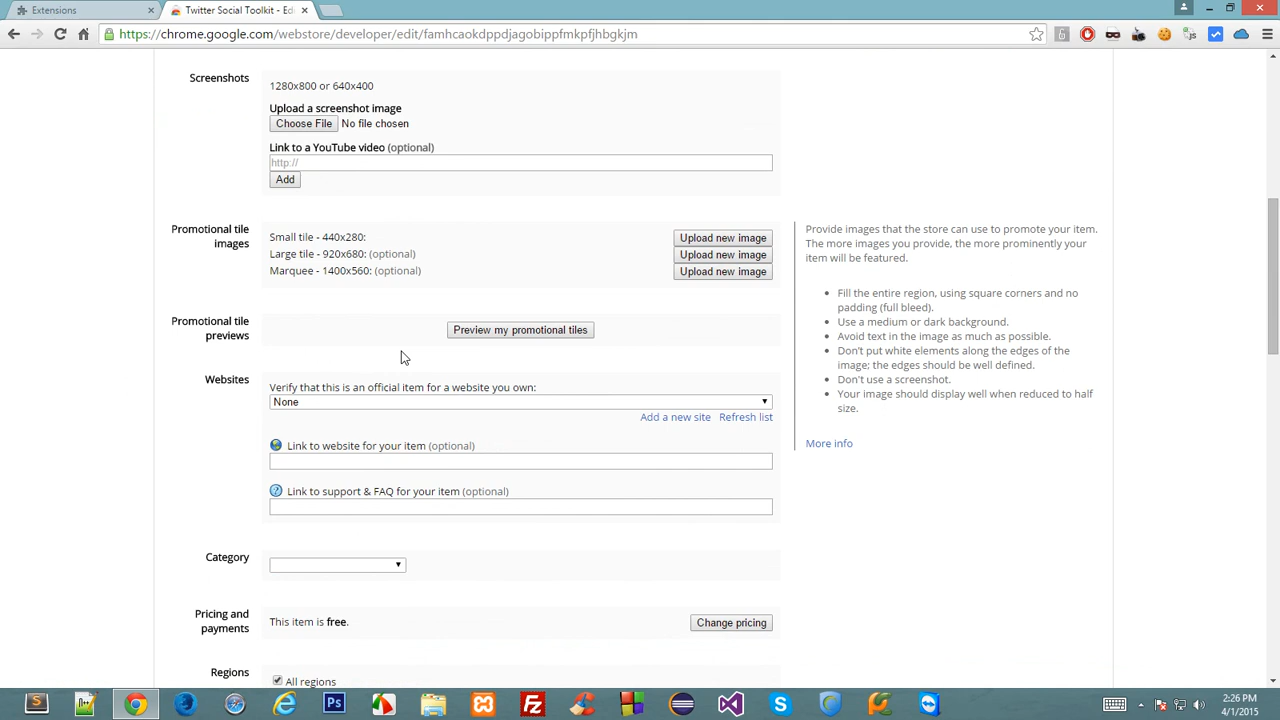 Extensions
Twitter Social Toolkit - Edi
https://chrome.google.com/webstore/developer/edit/famhcaokdppdjagobippfmkpfjhbgkjm
Screenshots
1280x800 or 640x400
Upload a screenshot image
Choose File No file chosen
Link to a YouTube video (optional)
http://
Add
Promotional tile images
Small tile - 440x280:
Upload new image
Large tile - 920x680: (optional)
Upload new image
Marquee - 1400x560: (optional)
Upload new image
Provide images that the store can use to promote your item.
The more images you provide, the more prominently your
item will be featured.
Fill the entire region, using square corners and no
padding (full bleed).
Use a medium or dark background.
Avoid text in the image as much as possible.
Don't put white elements along the edges of the
image; the edges should be well defined.
Don't use a screenshot.
Your image should display well when reduced to half
size.
More info
Promotional tile previews
Preview my promotional tiles
Websites
Verify that this is an official item for a website you own:
None
Add a new site Refresh list
Link to website for your item (optional)
Link to support & FAQ for your item (optional)
Category
Pricing and payments
This item is free.
Change pricing
Regions
All regions
2:26 PM
4/1/2015